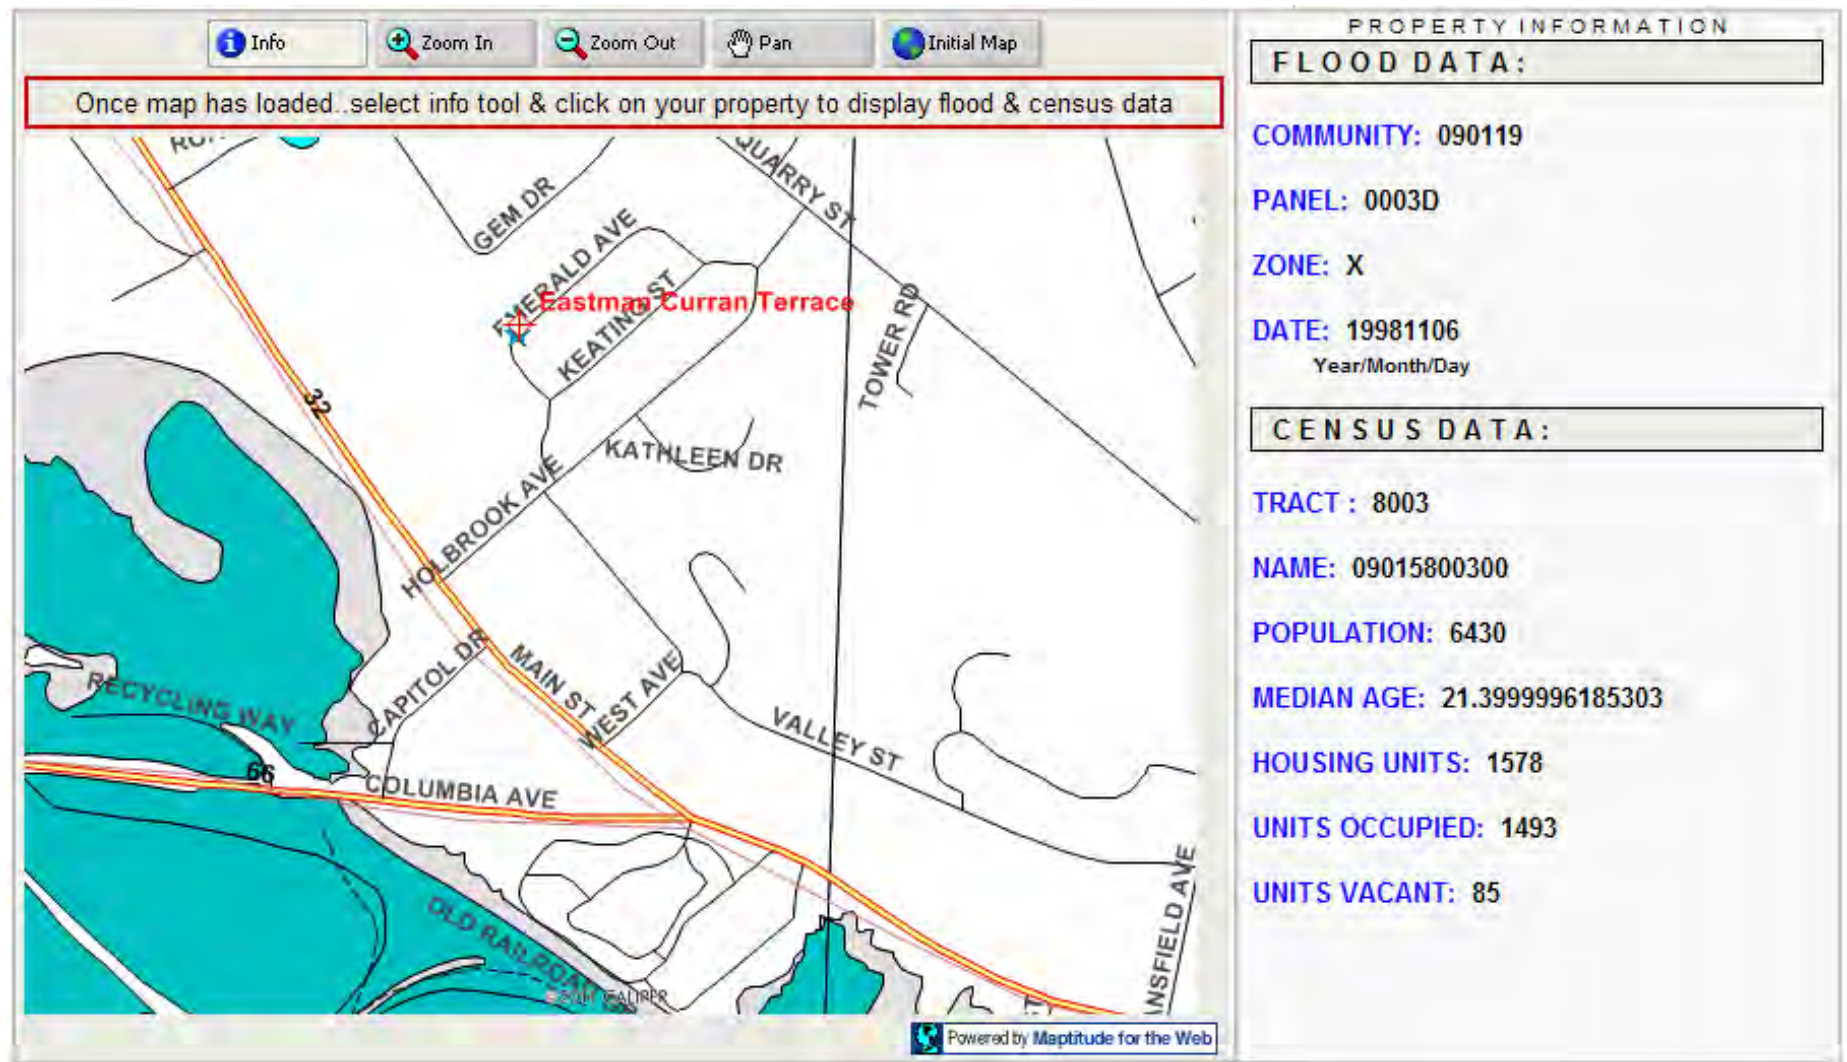 Info
Zoom In
Zoom Out
Pan
Initial Map
Once map has loaded..select info tool & click on your property to display flood & census data
QUARRY ST
GEM DR
EMERALD AVE
Eastman Curran Terrace
KEATING ST
TOWER RD
32
KATHLEEN DR
HOLBROOK AVE
CAPITOL DR
MAIN ST
WEST AVE
RECYCLING WAY
VALLEY ST
66
COLUMBIA AVE
ANSFIELD AVE
OLD RAILROAD
CALIPER
Powered by Maptitude for the Web
PROPERTY INFORMATION
FLOOD DATA:
COMMUNITY: 090119
PANEL: 0003D
ZONE: X
DATE: 19981106
Year/Month/Day
CENSUS DATA:
TRACT : 8003
NAME: 09015800300
POPULATION: 6430
MEDIAN AGE: 21.3999996185303
HOUSING UNITS: 1578
UNITS OCCUPIED: 1493
UNITS VACANT: 85